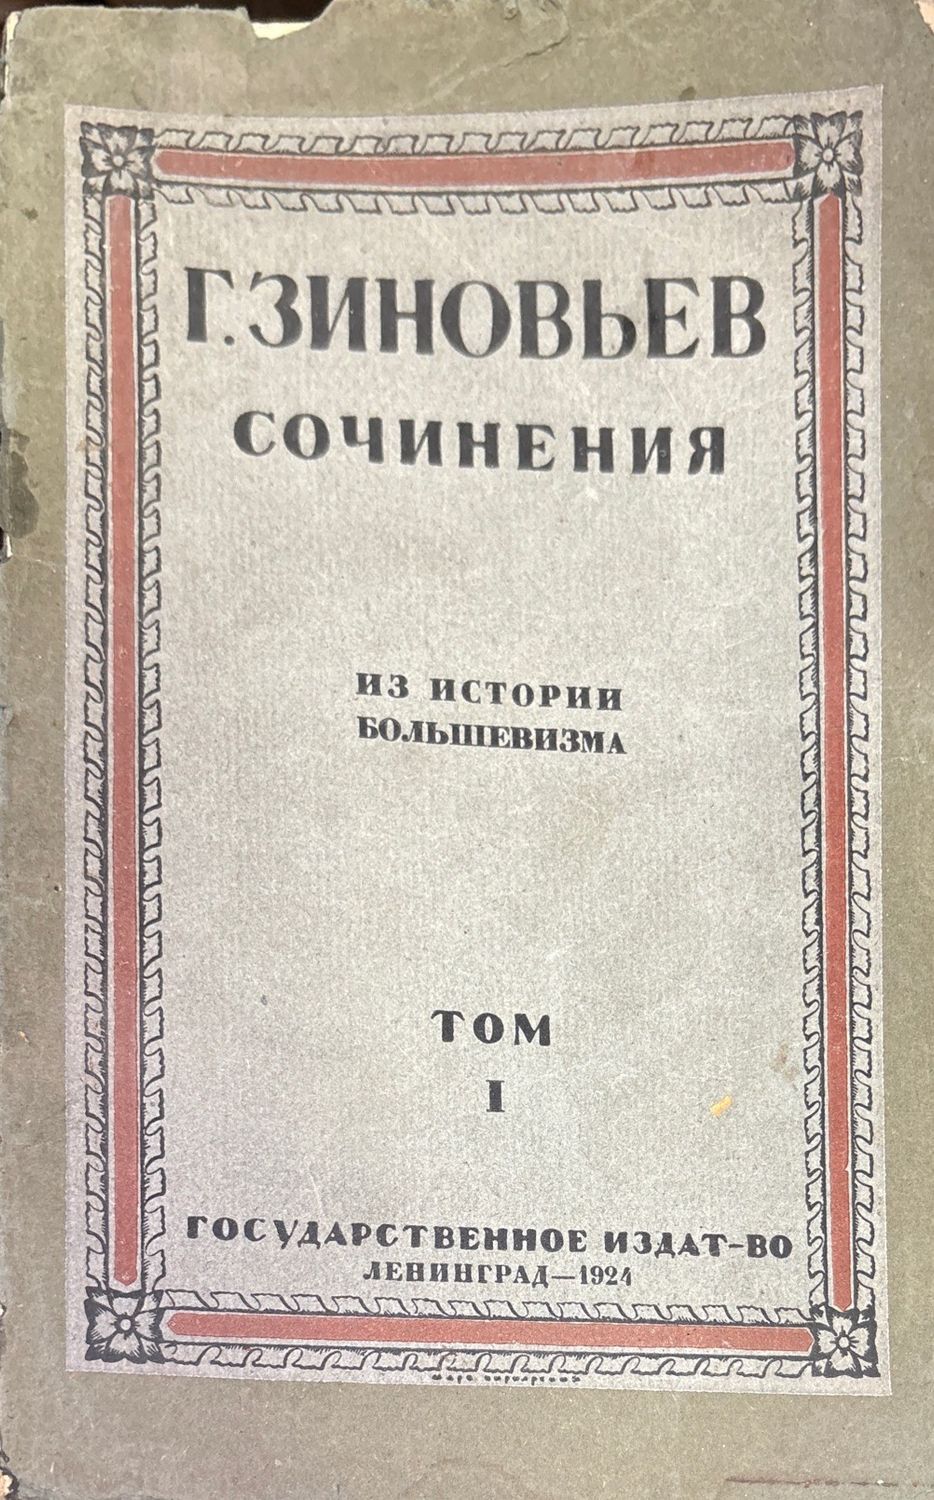 Г. ЗИНОВЬЕВ
СОЧИНЕНИЯ
ИЗ ИСТОРИИ
БОЛЬШЕВИЗМА
ТОМ
I
ГОСУДАРСТВЕННОЕ ИЗДАТ-ВО
ЛЕНИНГРАД—1924